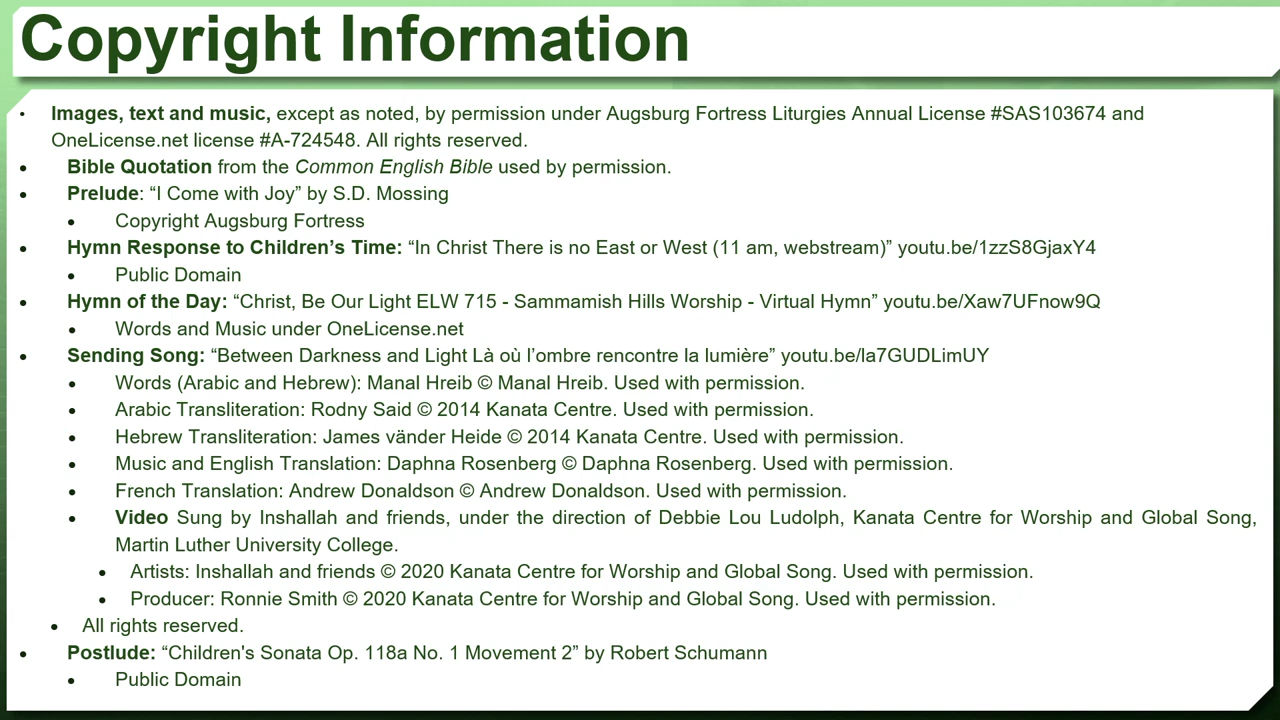 Copyright Information
• Images, text and music, except as noted, by permission under Augsburg Fortress Liturgies Annual License #SAS103674 and
OneLicense.net license #A-724548. All rights reserved.
• Bible Quotation from the Common English Bible used by permission.
• Prelude: “I Come with Joy” by S.D. Mossing
• Copyright Augsburg Fortress
• Hymn Response to Children’s Time: “In Christ There is no East or West (11 am, webstream)” youtu.be/1zzS8GjaxY4
• Public Domain
• Hymn of the Day: “Christ, Be Our Light ELW 715 - Sammamish Hills Worship - Virtual Hymn” youtu.be/Xaw7UFnow9Q
• Words and Music under OneLicense.net
• Sending Song: “Between Darkness and Light Là où l’ombre rencontre la lumière” youtu.be/la7GUDLimUY
• Words (Arabic and Hebrew): Manal Hreib © Manal Hreib. Used with permission.
• Arabic Transliteration: Rodny Said © 2014 Kanata Centre. Used with permission.
• Hebrew Transliteration: James vänder Heide © 2014 Kanata Centre. Used with permission.
• Music and English Translation: Daphna Rosenberg © Daphna Rosenberg. Used with permission.
• French Translation: Andrew Donaldson © Andrew Donaldson. Used with permission.
• Video Sung by Inshallah and friends, under the direction of Debbie Lou Ludolph, Kanata Centre for Worship and Global Song,
Martin Luther University College.
• Artists: Inshallah and friends © 2020 Kanata Centre for Worship and Global Song. Used with permission.
• Producer: Ronnie Smith © 2020 Kanata Centre for Worship and Global Song. Used with permission.
• All rights reserved.
• Postlude: “Children's Sonata Op. 118a No. 1 Movement 2” by Robert Schumann
• Public Domain